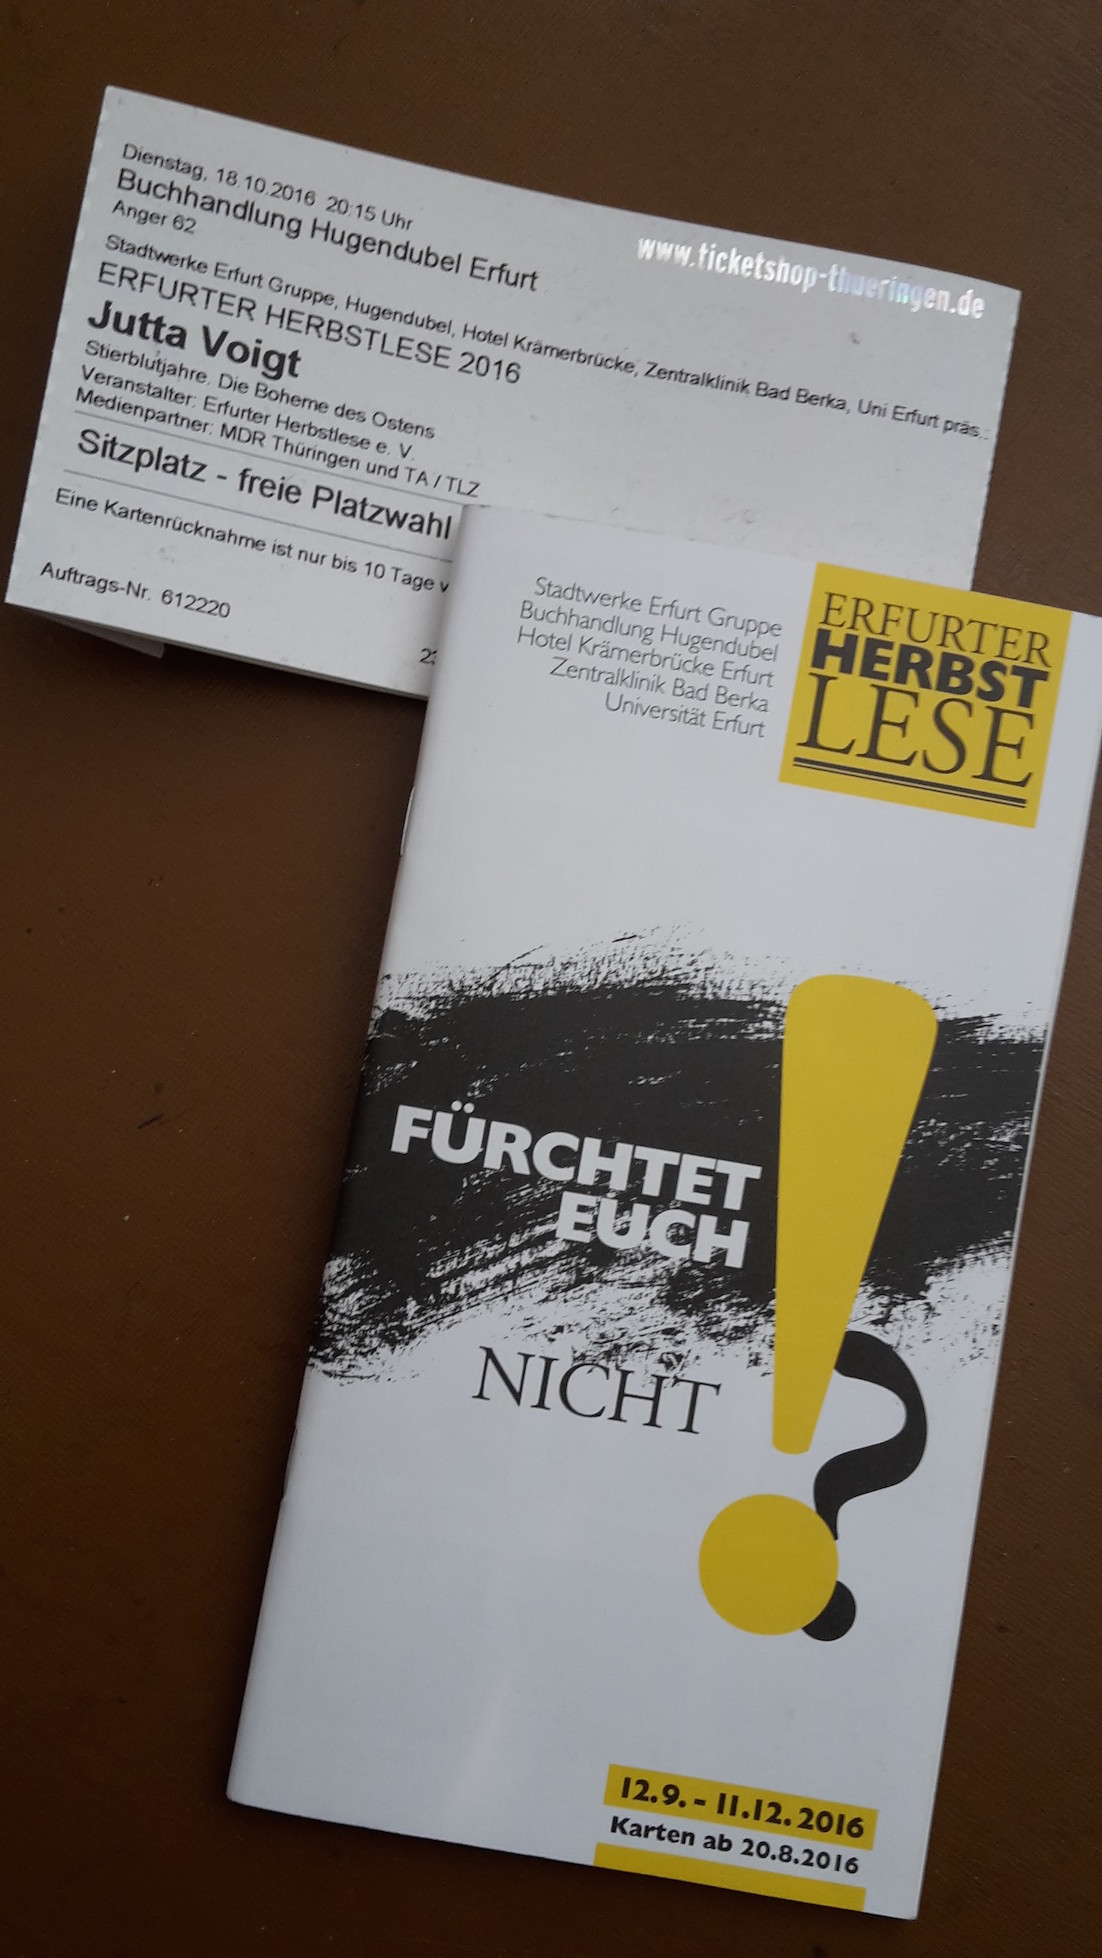 Dienstag, 18.10.2016 20:15 Uhr
Buchhandlung Hugendubel Erfurt
Anger 62
www.ticketshop-thueringen.de
Stadtwerke Erfurt Gruppe, Hugendubel, Hotel Krämerbrücke, Zentralklinik Bad Berka, Uni Erfurt präs.:
ERFURTER HERBSTLESE 2016
Jutta Voigt
Stierblutjahre. Die Boheme des Ostens
Veranstalter: Erfurter Herbstlese e. V.
Medienpartner: MDR Thüringen und TA / TLZ
Sitzplatz - freie Platzwahl
Eine Kartenrücknahme ist nur bis 10 Tage v
Auftrags-Nr. 612220
Stadtwerke Erfurt Gruppe
Buchhandlung Hugendubel
Hotel Krämerbrücke Erfurt
Zentralklinik Bad Berka
Universität Erfurt
ERFURTER
HERBST
LESE
FÜRCHTET
EUCH
NICHT
!?
12.9. - 11.12.2016
Karten ab 20.8.2016